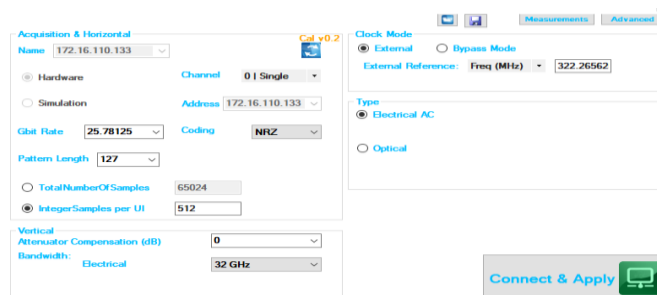 Measurements Advanced
Acquisition & Horizontal
Cal v0.2
Name 172.16.110.133
Hardware
Channel 0 | Single
Simulation
Address 172.16.110.133
Gbit Rate 25.78125
Coding NRZ
Pattern Length 127
TotalNumberOfSamples 65024
IntegerSamples per UI 512
Vertical
Attenuator Compensation (dB) 0
Bandwidth:
Electrical 32 GHz
Clock Mode
External Bypass Mode
External Reference: Freq (MHz) 322.26562
Type
Electrical AC
Optical
Connect & Apply